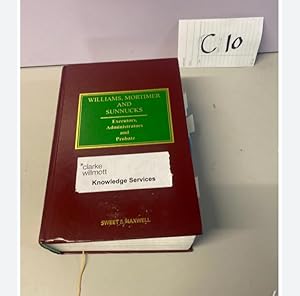 C 10
WILLIAMS, MORTIMER
AND
SUNNUCKS
Executors,
Administrators
and
Probate
clarke
willmott
Knowledge Services
SWEET & MAXWELL